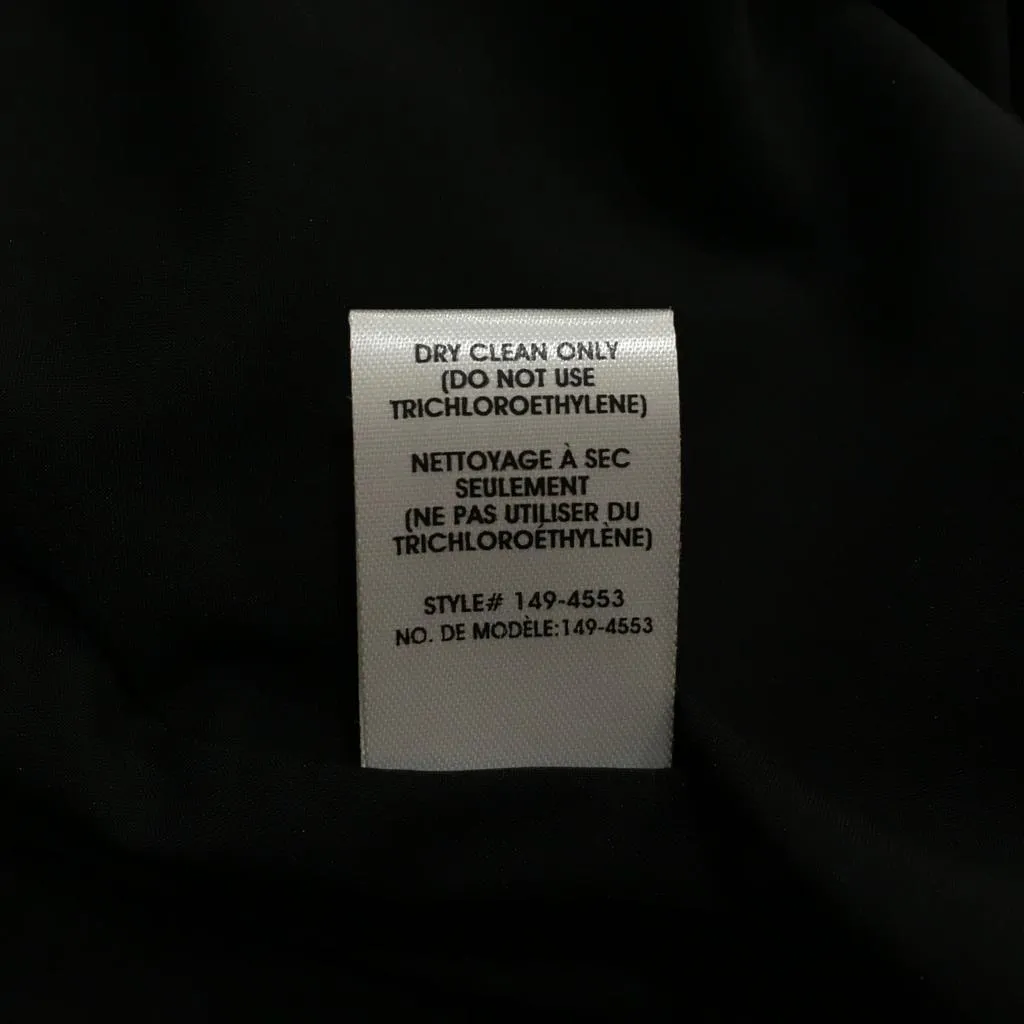 DRY CLEAN ONLY
(DO NOT USE
TRICHLOROETHYLENE)
NETTOYAGE À SEC
SEULEMENT
(NE PAS UTILISER DU
TRICHLOROÉTHYLÈNE)
STYLE# 149-4553
NO. DE MODÈLE:149-4553